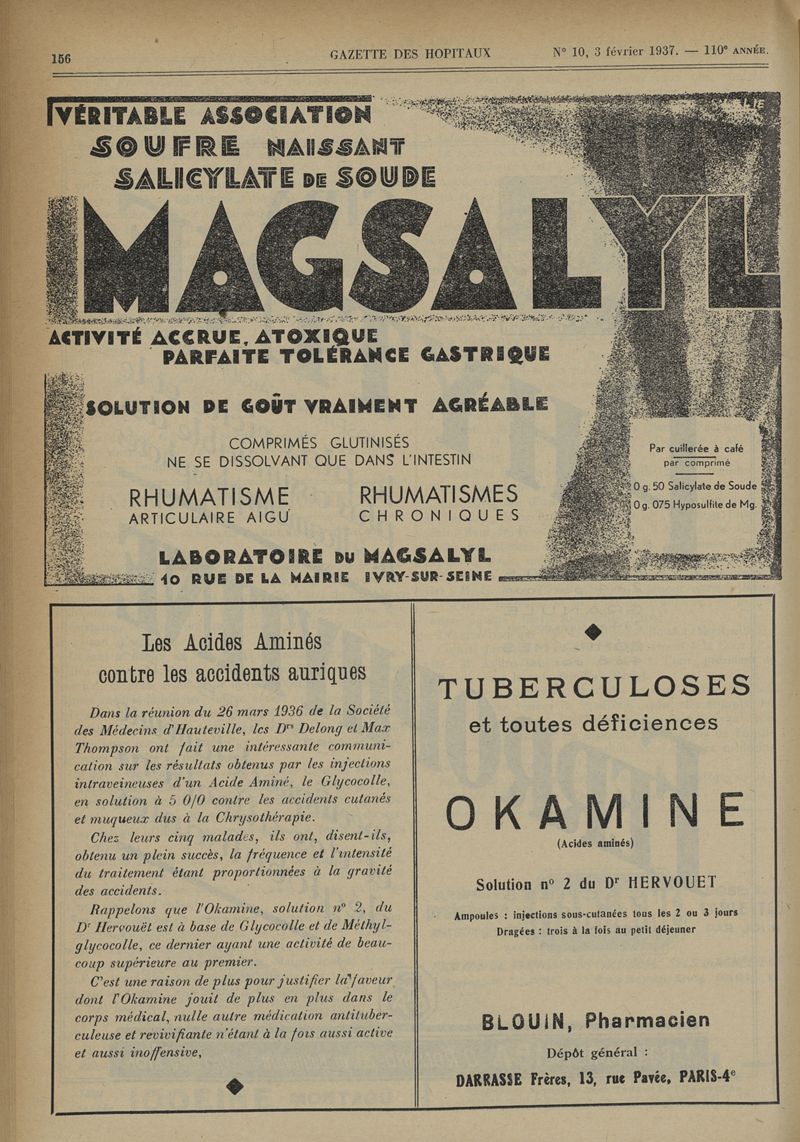 156
GAZETTE DES HOPITAUX
N° 10, 3 février 1937. — 110e ANNÉE.
VÉRITABLE ASSOCIATION
SOUFRE NAISSANT
SALICYLATE DE SOUDE
MAGSALYL
ACTIVITÉ ACCRUE, ATOXIQUE
PARFAITE TOLÉRANCE GASTRIQUE
SOLUTION DE GOÛT VRAIMENT AGRÉABLE
COMPRIMÉS GLUTINISÉS
NE SE DISSOLVANT QUE DANS L'INTESTIN
RHUMATISME
ARTICULAIRE AIGU
RHUMATISMES
CHRONIQUES
Par cuillerée à café
par comprimé
0 g. 50 Salicylate de Soude
0 g. 075 Hyposulfite de Mg.
LABORATOIRE DU MAGSALYL
10 RUE DE LA MAIRIE IVRY-SUR-SEINE
Les Acides Aminés
contre les accidents auriques
Dans la réunion du 26 mars 1936 de la Société
des Médecins d'Hauteville, les Drs Delong et Max
Thompson ont fait une intéressante communi-
cation sur les résultats obtenus par les injections
intraveineuses d'un Acide Aminé, le Glycocolle,
en solution à 5 0/0 contre les accidents cutanés
et muqueux dus à la Chrysothérapie.
Chez leurs cinq malades, ils ont, disent-ils,
obtenu un plein succès, la fréquence et l'intensité
du traitement étant proportionnées à la gravité
des accidents.
Rappelons que l'Okamine, solution n° 2, du
Dr Hervouët est à base de Glycocolle et de Méthyl-
glycocolle, ce dernier ayant une activité de beau-
coup supérieure au premier.
C'est une raison de plus pour justifier la faveur
dont l'Okamine jouit de plus en plus dans le
corps médical, nulle autre médication antituber-
culeuse et revivifiante n'étant à la fois aussi active
et aussi inoffensive,
TUBERCULOSES
et toutes déficiences
OKAMINE
(Acides aminés)
Solution n° 2 du Dr HERVOUET
Ampoules : injections sous-cutanées tous les 2 ou 3 jours
Dragées : trois à la fois au petit déjeuner
BLOUIN, Pharmacien
Dépôt général :
DARRASSE Frères, 13, rue Pavée, PARIS-4e